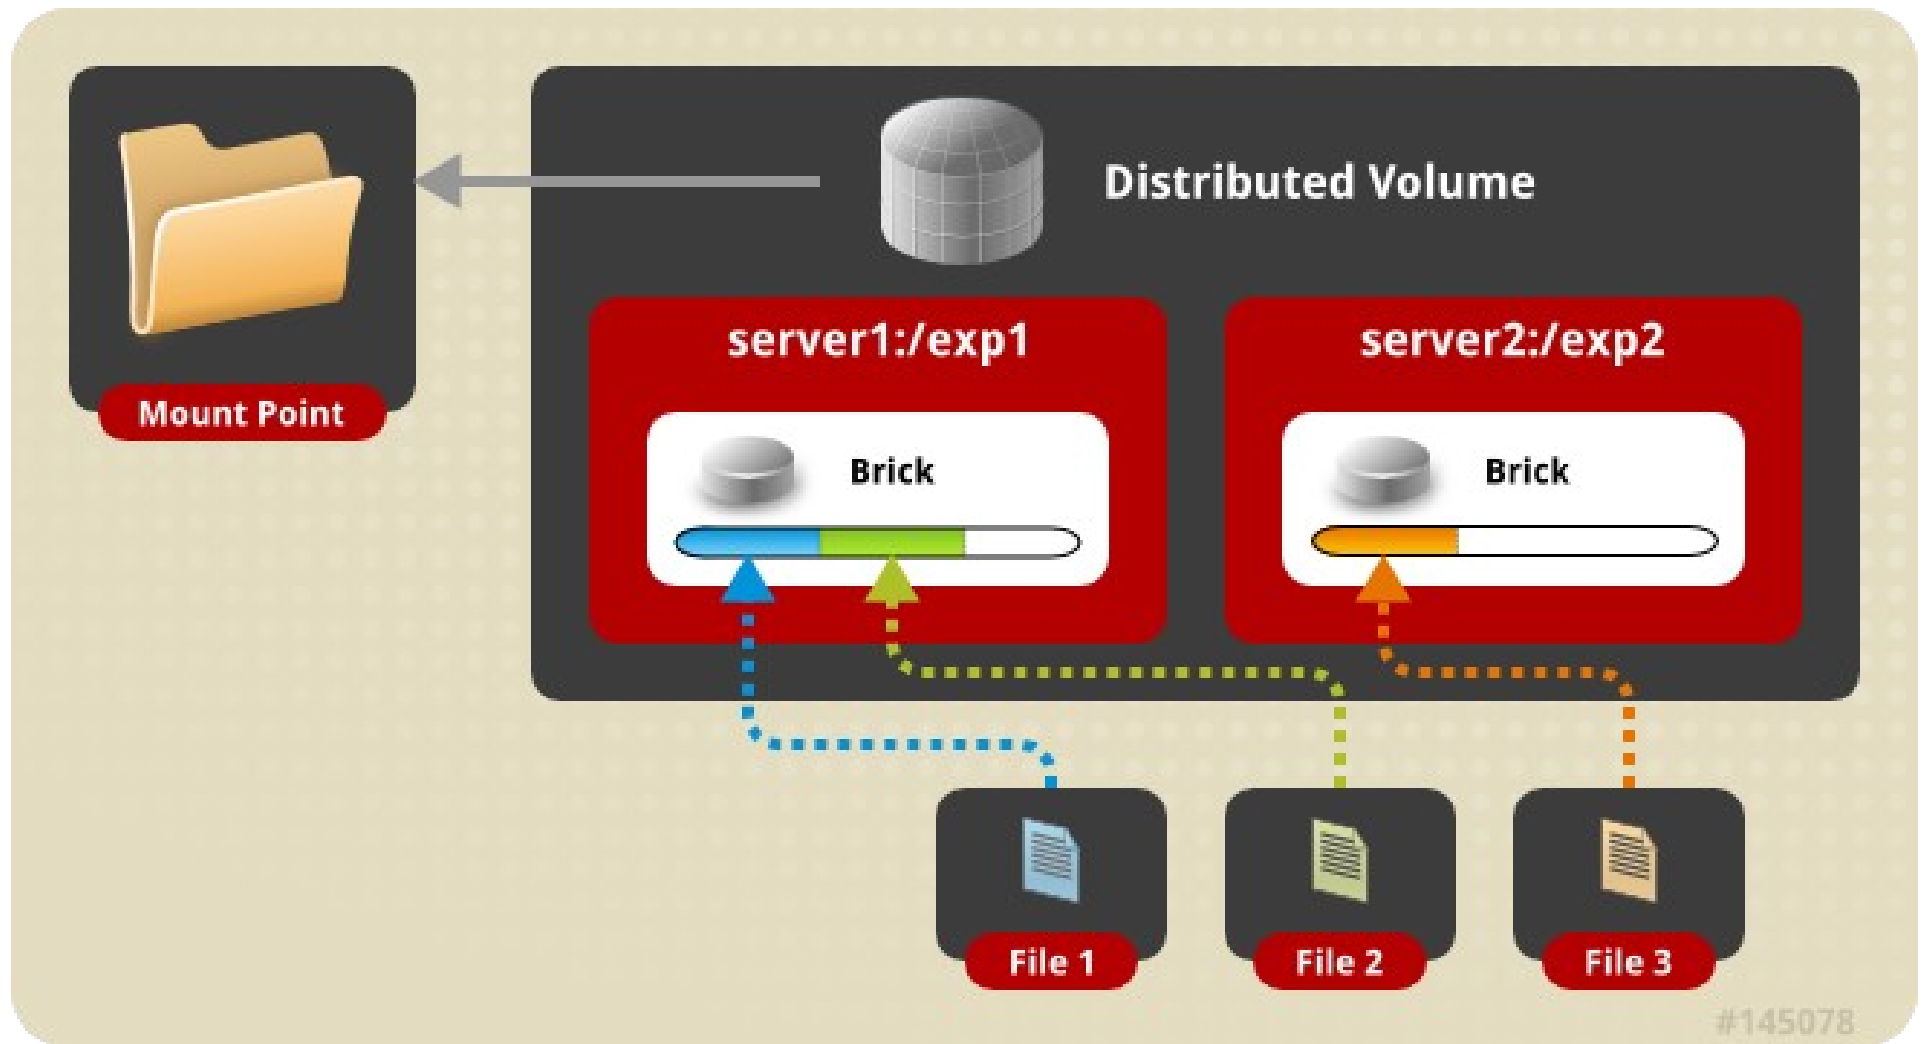 Distributed Volume
server1:/exp1
server2:/exp2
Mount Point
Brick
Brick
File 1
File 2
File 3
#145078